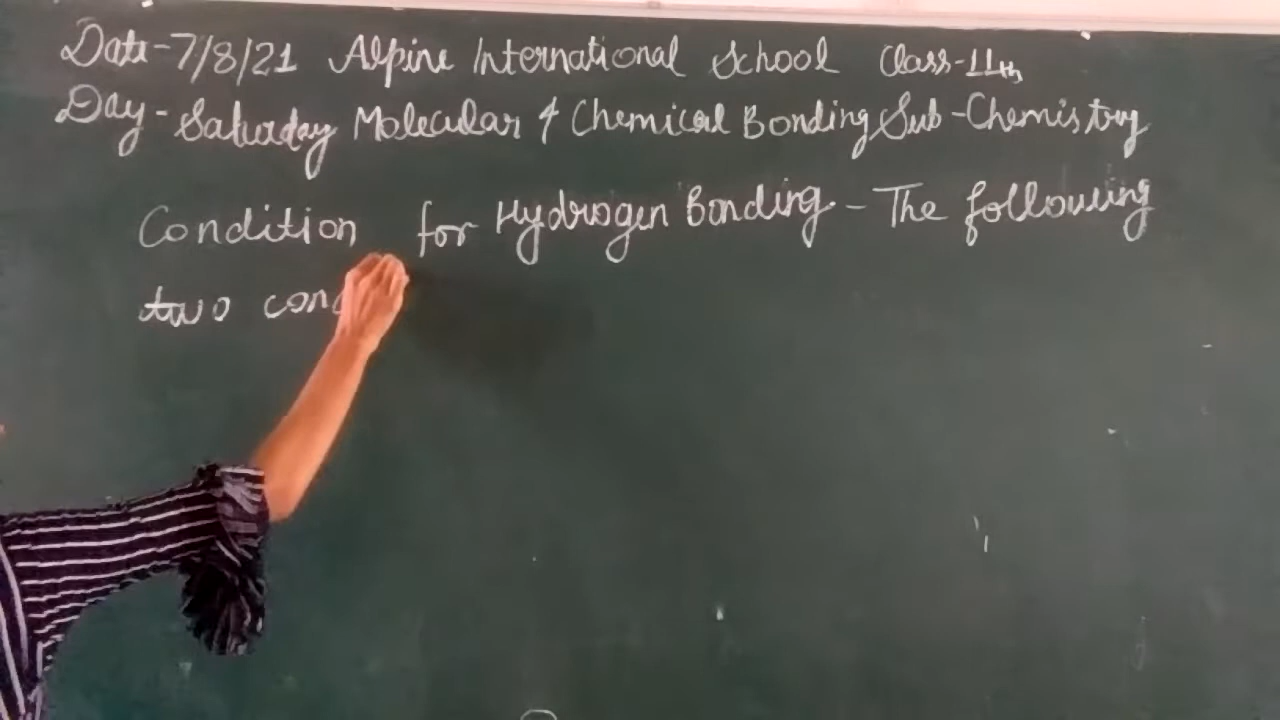 Date-7/8/21 Alpine International School Class-11th
Day-Saturday Molecular & Chemical Bonding Sub-Chemistry
Condition for Hydrogen Bonding - The following
two con